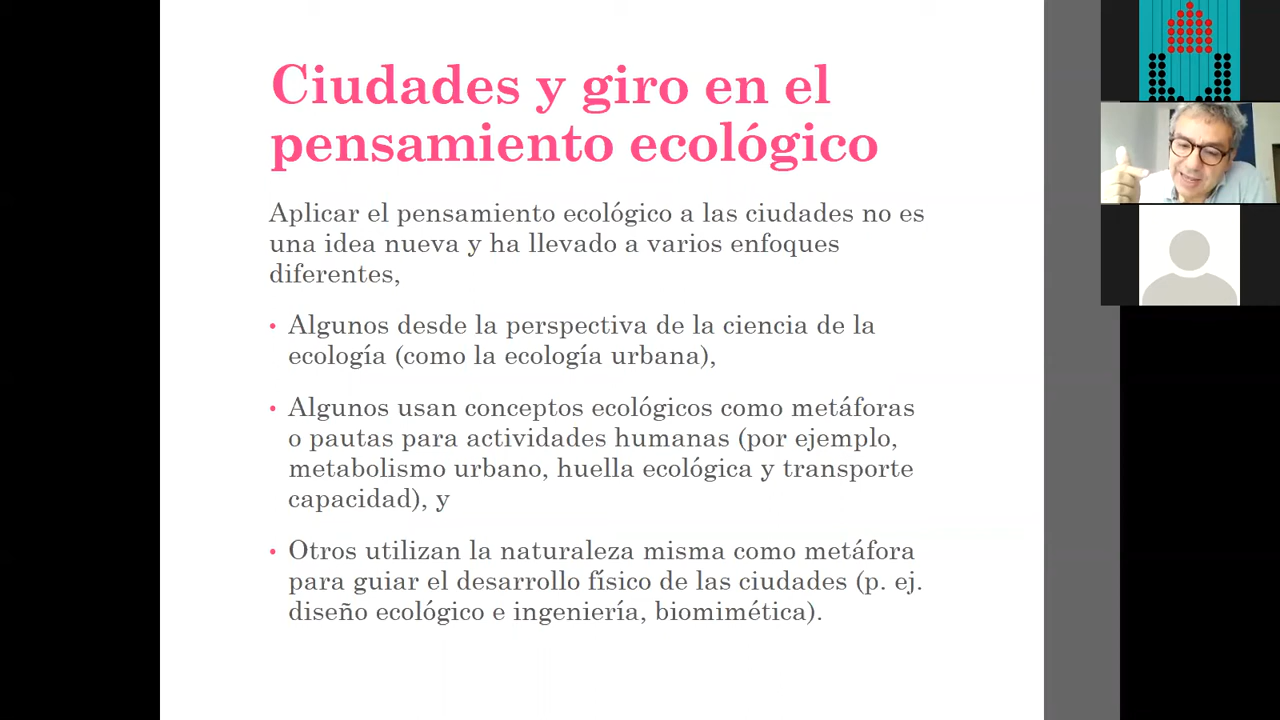 Ciudades y giro en el
pensamiento ecológico
Aplicar el pensamiento ecológico a las ciudades no es
una idea nueva y ha llevado a varios enfoques
diferentes,
• Algunos desde la perspectiva de la ciencia de la
ecología (como la ecología urbana),
• Algunos usan conceptos ecológicos como metáforas
o pautas para actividades humanas (por ejemplo,
metabolismo urbano, huella ecológica y transporte
capacidad), y
• Otros utilizan la naturaleza misma como metáfora
para guiar el desarrollo físico de las ciudades (p. ej.
diseño ecológico e ingeniería, biomimética).